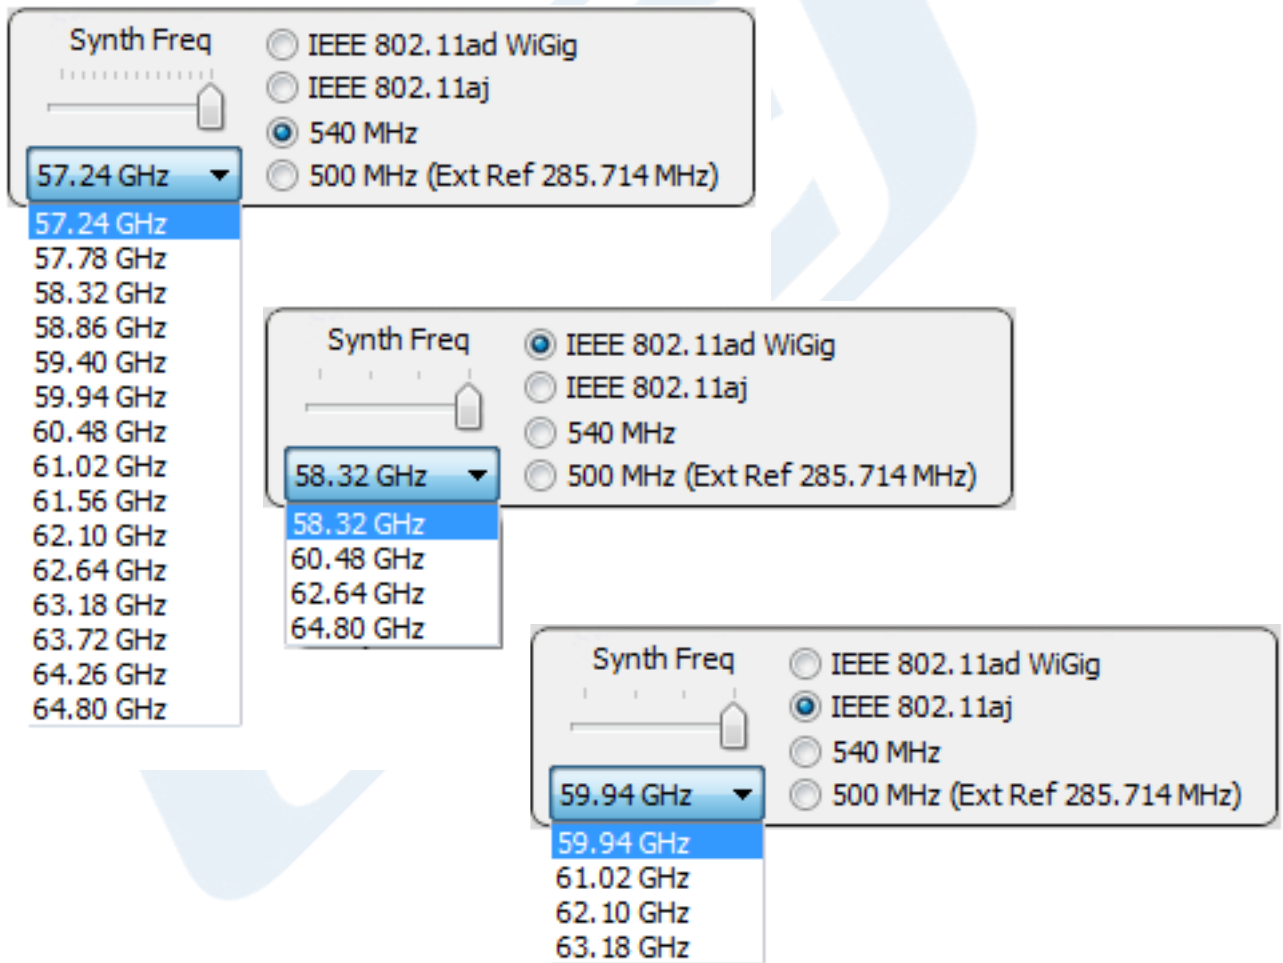 Synth Freq
IEEE 802.11ad WiGig
IEEE 802.11aj
540 MHz
57.24 GHz
500 MHz (Ext Ref 285.714 MHz)
57.24 GHz
57.78 GHz
58.32 GHz
58.86 GHz
59.40 GHz
59.94 GHz
60.48 GHz
61.02 GHz
61.56 GHz
62.10 GHz
62.64 GHz
63.18 GHz
63.72 GHz
64.26 GHz
64.80 GHz
Synth Freq
IEEE 802.11ad WiGig
IEEE 802.11aj
540 MHz
58.32 GHz
500 MHz (Ext Ref 285.714 MHz)
58.32 GHz
60.48 GHz
62.64 GHz
64.80 GHz
Synth Freq
IEEE 802.11ad WiGig
IEEE 802.11aj
540 MHz
59.94 GHz
500 MHz (Ext Ref 285.714 MHz)
59.94 GHz
61.02 GHz
62.10 GHz
63.18 GHz